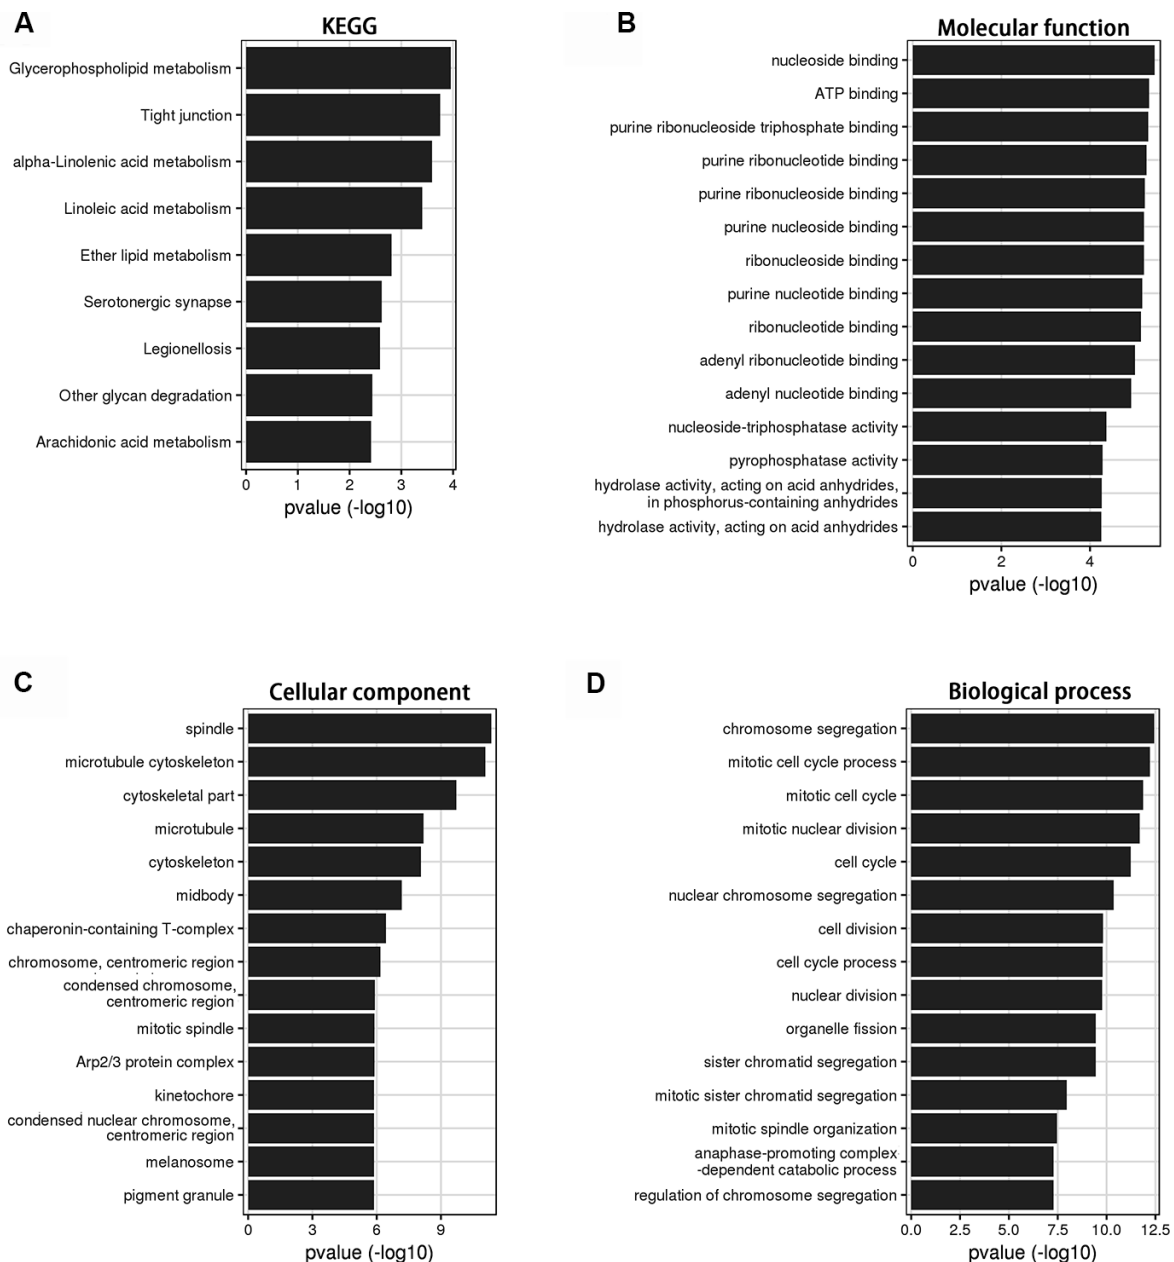 A
KEGG
Glycerophospholipid metabolism
Tight junction
alpha-Linolenic acid metabolism
Linoleic acid metabolism
Ether lipid metabolism
Serotonergic synapse
Legionellosis
Other glycan degradation
Arachidonic acid metabolism
0 1 2 3 4
pvalue (-log10)
B
Molecular function
nucleoside binding
ATP binding
purine ribonucleoside triphosphate binding
purine ribonucleotide binding
purine ribonucleoside binding
purine nucleoside binding
ribonucleoside binding
purine nucleotide binding
ribonucleotide binding
adenyl ribonucleotide binding
adenyl nucleotide binding
nucleoside-triphosphatase activity
pyrophosphatase activity
hydrolase activity, acting on acid anhydrides,
in phosphorus-containing anhydrides
hydrolase activity, acting on acid anhydrides
0 2 4
pvalue (-log10)
C
Cellular component
spindle
microtubule cytoskeleton
cytoskeletal part
microtubule
cytoskeleton
midbody
chaperonin-containing T-complex
chromosome, centromeric region
condensed chromosome,
centromeric region
mitotic spindle
Arp2/3 protein complex
kinetochore
condensed nuclear chromosome,
centromeric region
melanosome
pigment granule
0 3 6 9
pvalue (-log10)
D
Biological process
chromosome segregation
mitotic cell cycle process
mitotic cell cycle
mitotic nuclear division
cell cycle
nuclear chromosome segregation
cell division
cell cycle process
nuclear division
organelle fission
sister chromatid segregation
mitotic sister chromatid segregation
mitotic spindle organization
anaphase-promoting complex
-dependent catabolic process
regulation of chromosome segregation
0.0 2.5 5.0 7.5 10.0 12.5
pvalue (-log10)